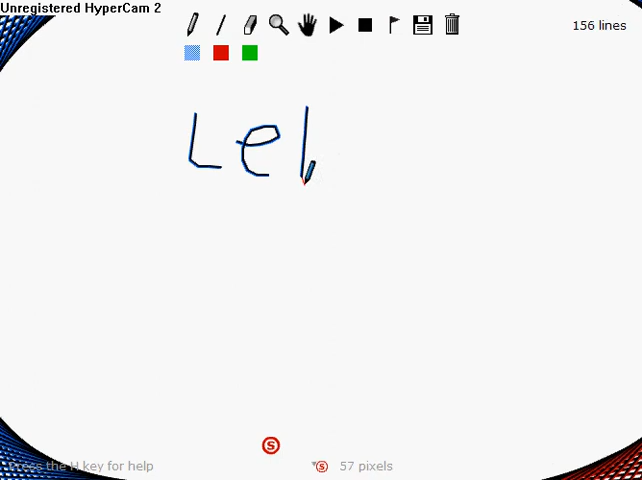 Unregistered HyperCam 2
156 lines
Lel
Press the H key for help
57 pixels